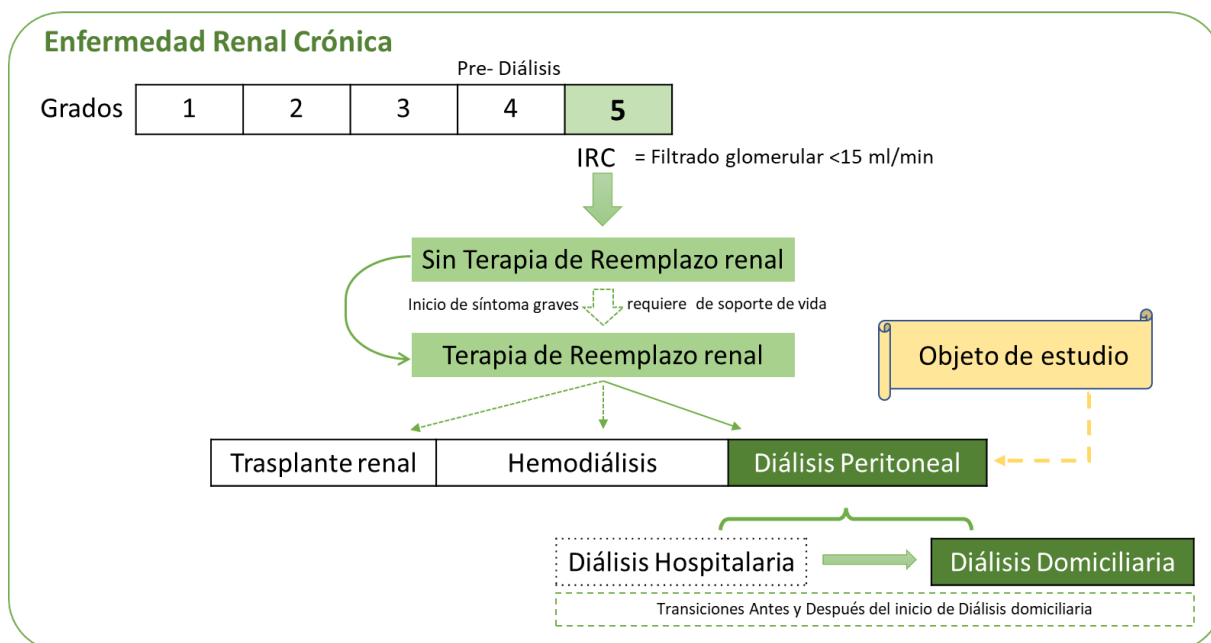 Enfermedad Renal Crónica
Pre- Diálisis
Grados 1 2 3 4 5
IRC = Filtrado glomerular <15 ml/min
Sin Terapia de Reemplazo renal
Inicio de síntoma graves requiere de soporte de vida
Terapia de Reemplazo renal
Objeto de estudio
Trasplante renal Hemodiálisis Diálisis Peritoneal
Diálisis Hospitalaria Diálisis Domiciliaria
Transiciones Antes y Después del inicio de Diálisis domiciliaria